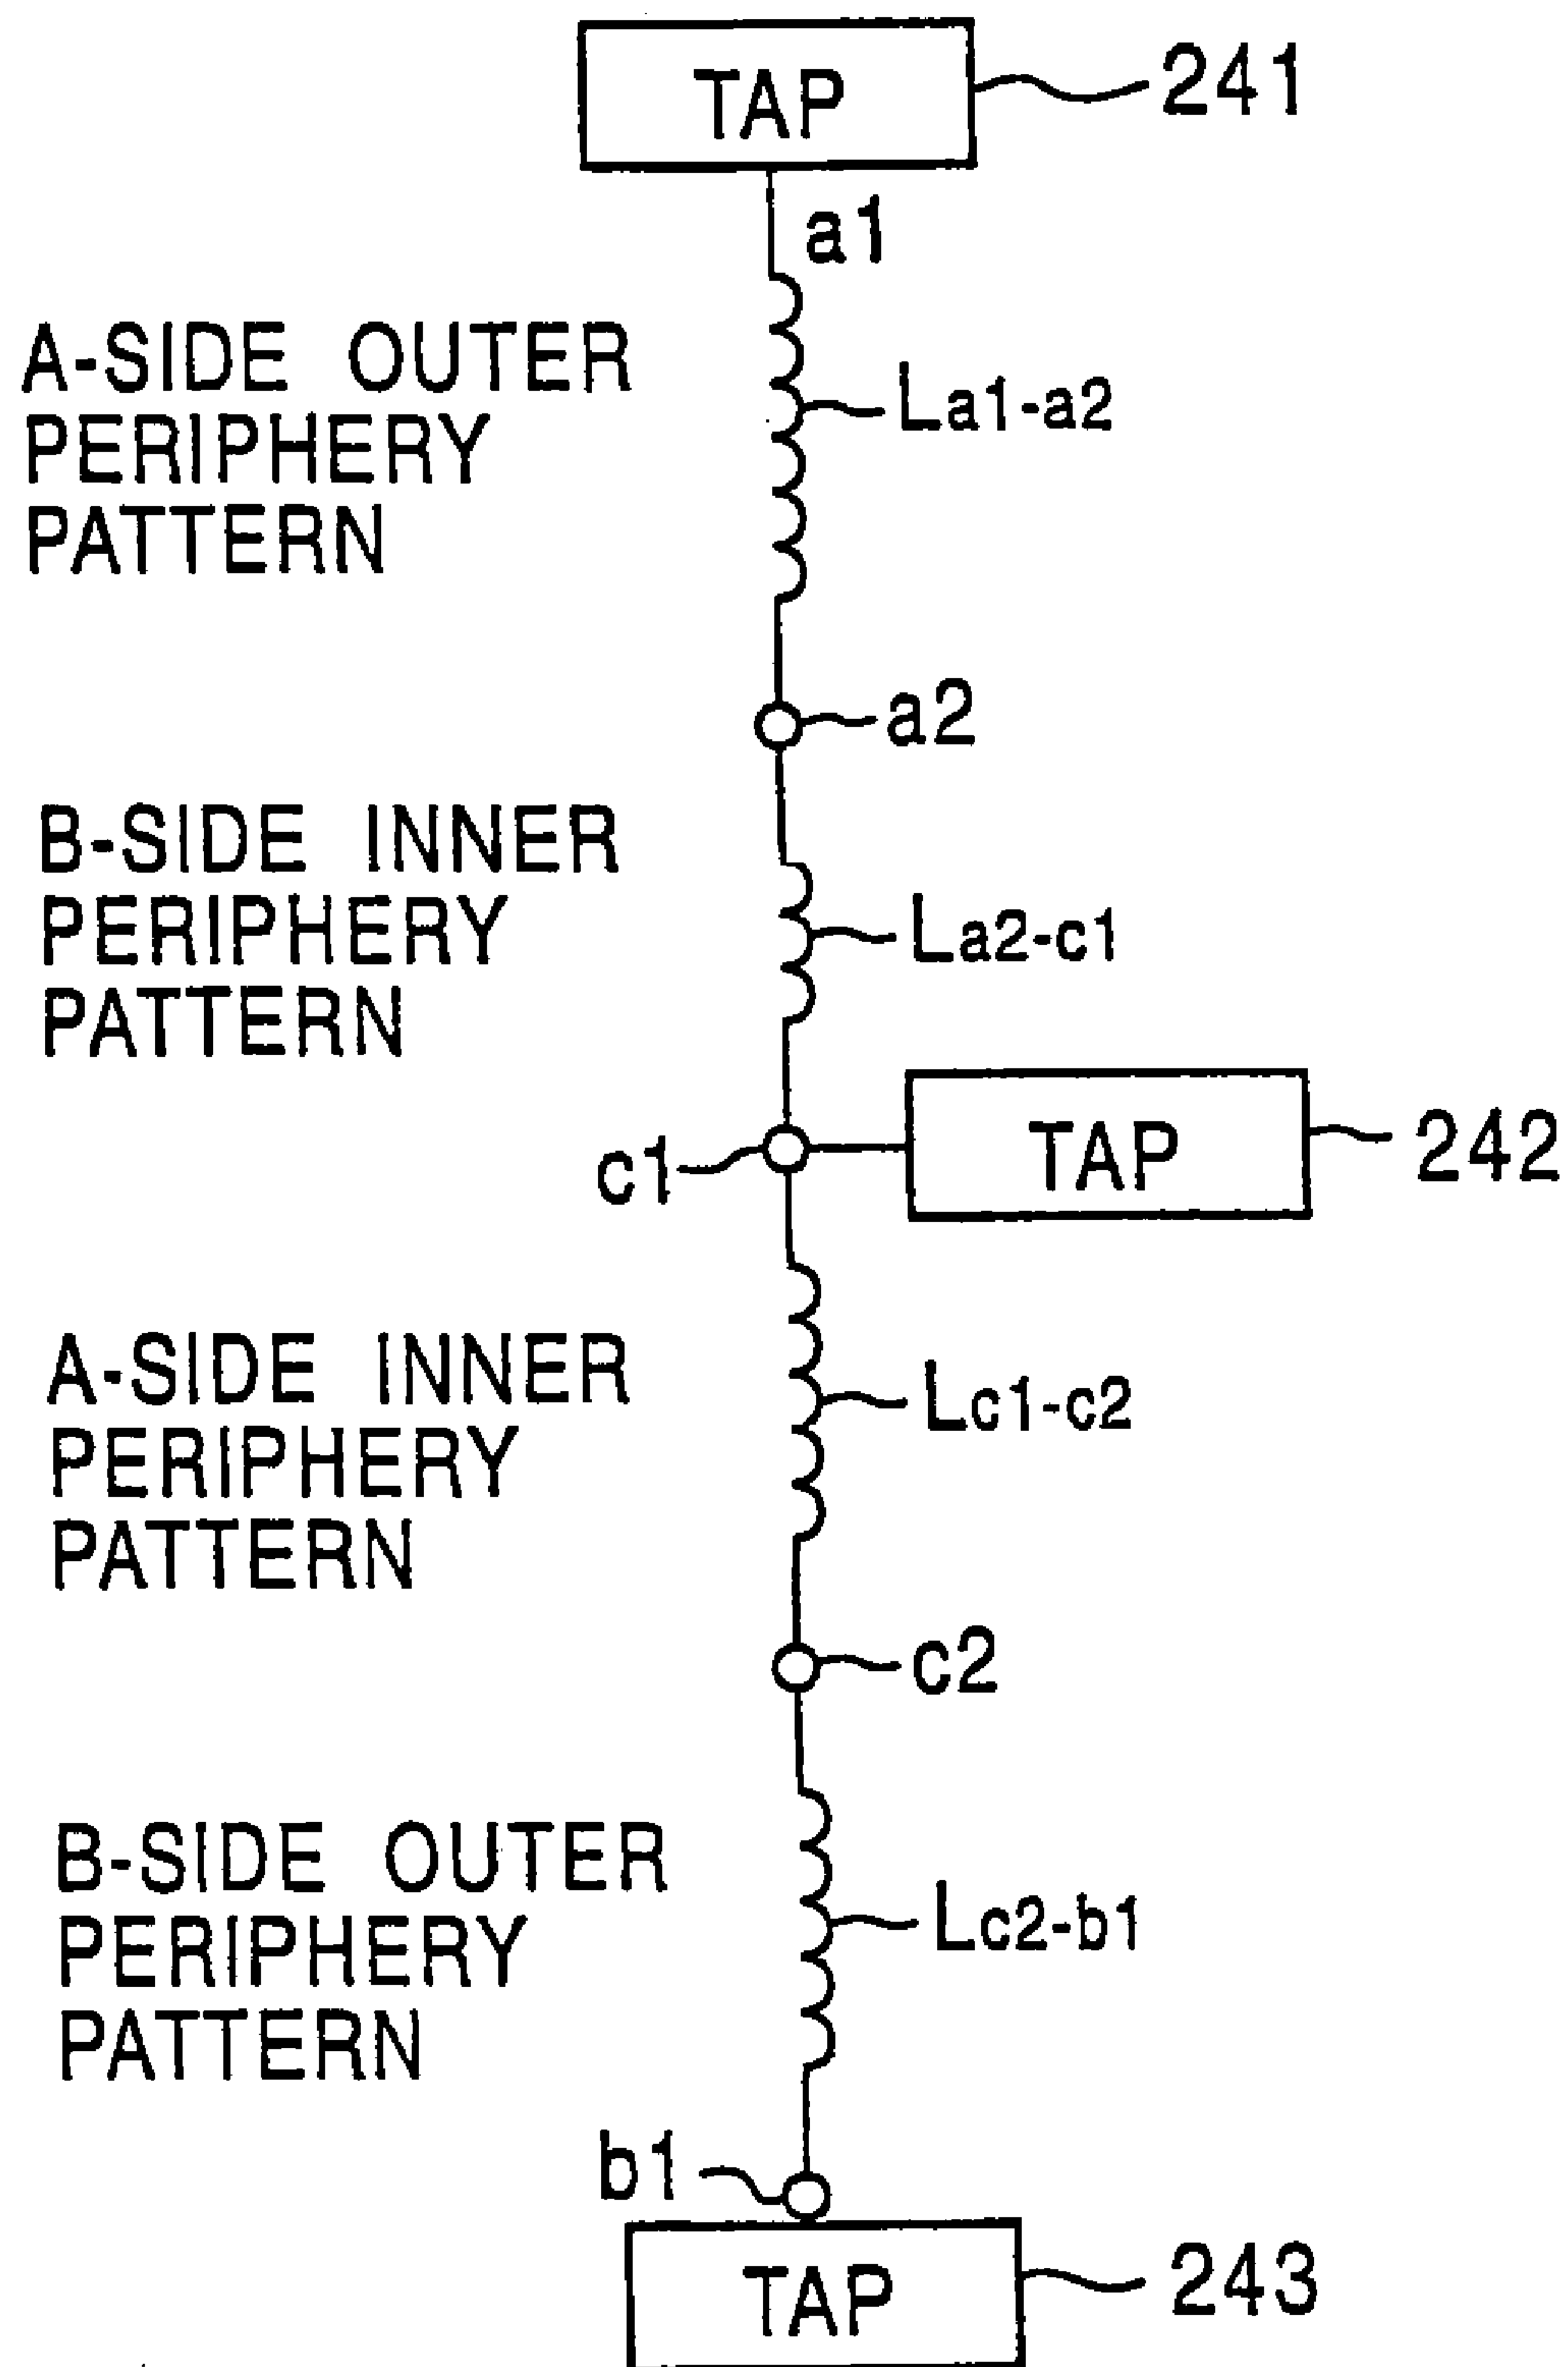 TAP
241
a1
A-SIDE OUTER
PERIPHERY
PATTERN
La1-a2
a2
B-SIDE INNER
PERIPHERY
PATTERN
La2-c1
c1
TAP
242
A-SIDE INNER
PERIPHERY
PATTERN
Lc1-c2
c2
B-SIDE OUTER
PERIPHERY
PATTERN
Lc2-b1
b1
TAP
243